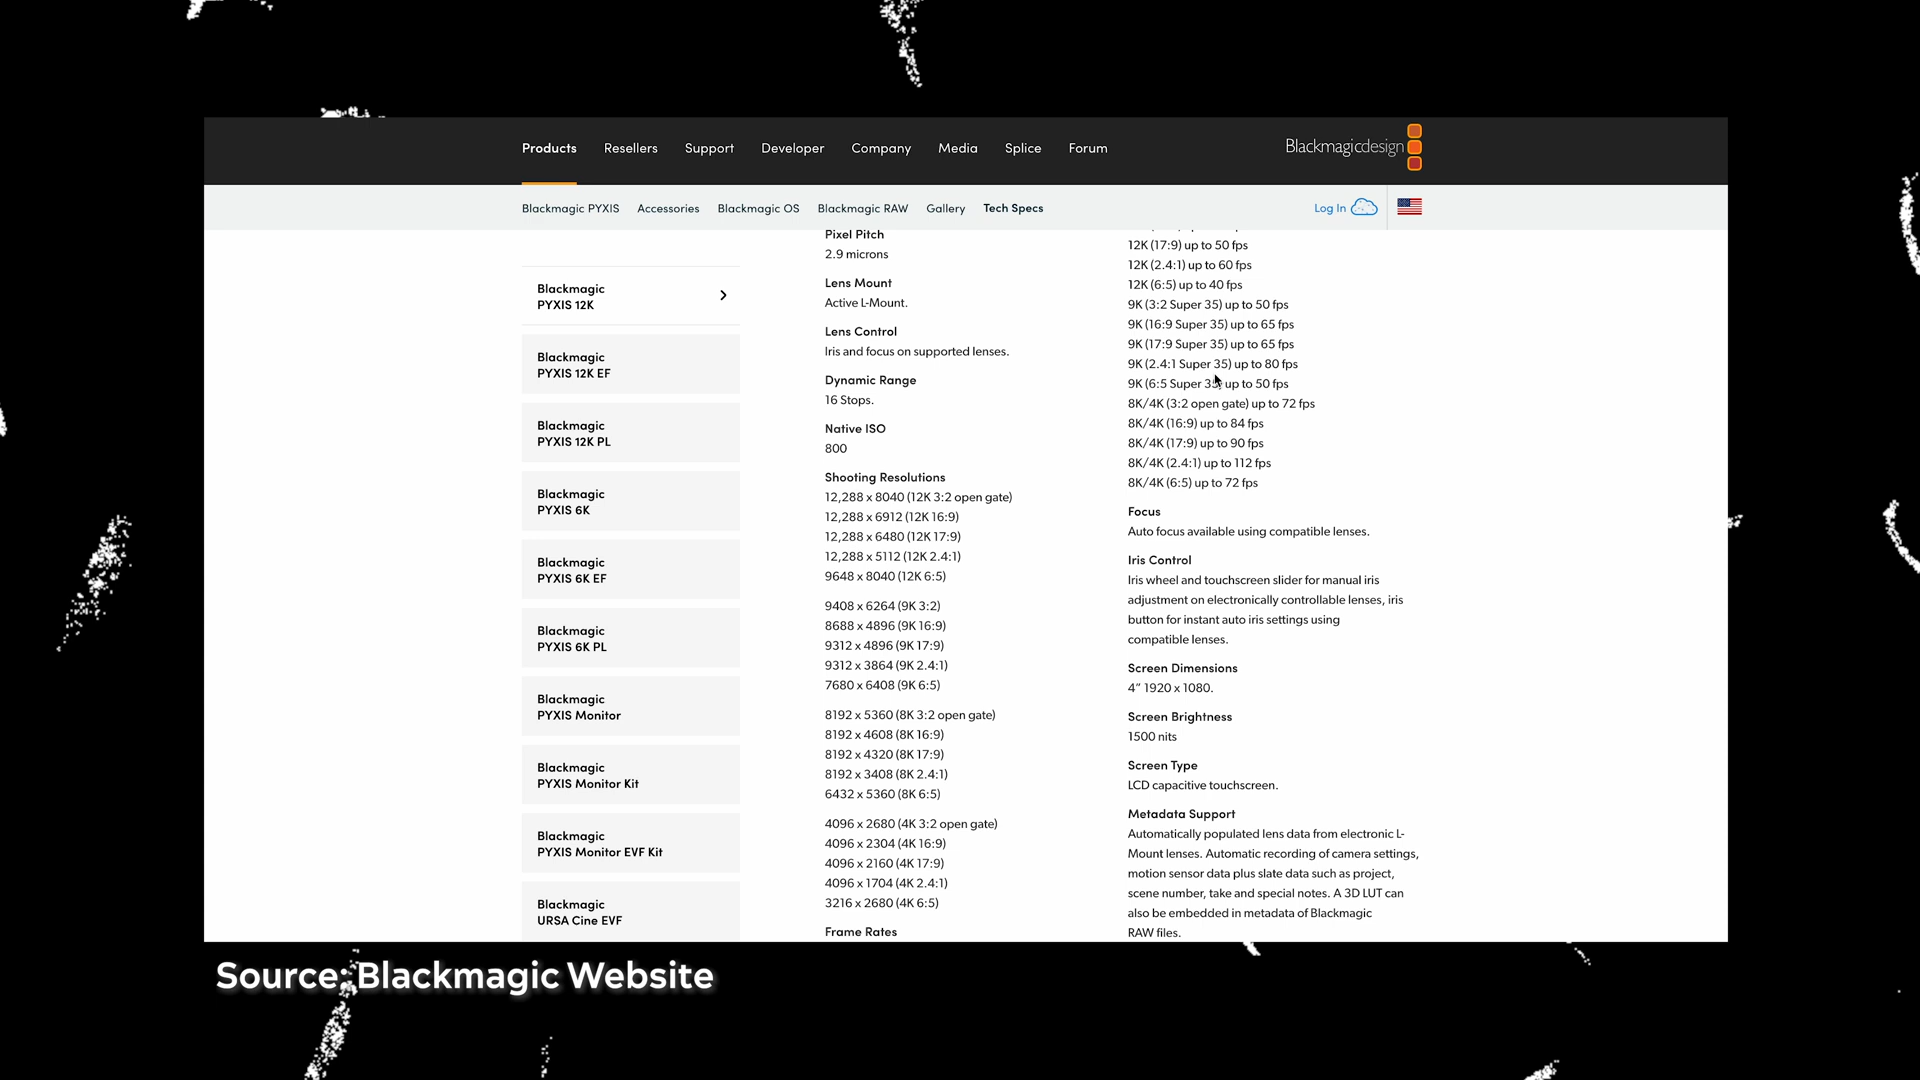 Products Resellers Support Developer Company Media Splice Forum Blackmagicdesign
Blackmagic PYXIS Accessories Blackmagic OS Blackmagic RAW Gallery Tech Specs Log In
Blackmagic
PYXIS 12K
Blackmagic
PYXIS 12K EF
Blackmagic
PYXIS 12K PL
Blackmagic
PYXIS 6K
Blackmagic
PYXIS 6K EF
Blackmagic
PYXIS 6K PL
Blackmagic
PYXIS Monitor
Blackmagic
PYXIS Monitor Kit
Blackmagic
PYXIS Monitor EVF Kit
Blackmagic
URSA Cine EVF
Pixel Pitch
2.9 microns
Lens Mount
Active L-Mount.
Lens Control
Iris and focus on supported lenses.
Dynamic Range
16 Stops.
Native ISO
800
Shooting Resolutions
12,288 x 8040 (12K 3:2 open gate)
12,288 x 6912 (12K 16:9)
12,288 x 6480 (12K 17:9)
12,288 x 5112 (12K 2.4:1)
9648 x 8040 (12K 6:5)
9408 x 6264 (9K 3:2)
8688 x 4896 (9K 16:9)
9312 x 4896 (9K 17:9)
9312 x 3864 (9K 2.4:1)
7680 x 6408 (9K 6:5)
8192 x 5360 (8K 3:2 open gate)
8192 x 4608 (8K 16:9)
8192 x 4320 (8K 17:9)
8192 x 3408 (8K 2.4:1)
6432 x 5360 (8K 6:5)
4096 x 2680 (4K 3:2 open gate)
4096 x 2304 (4K 16:9)
4096 x 2160 (4K 17:9)
4096 x 1704 (4K 2.4:1)
3216 x 2680 (4K 6:5)
Frame Rates
12K (17:9) up to 50 fps
12K (2.4:1) up to 60 fps
12K (6:5) up to 40 fps
9K (3:2 Super 35) up to 50 fps
9K (16:9 Super 35) up to 65 fps
9K (17:9 Super 35) up to 65 fps
9K (2.4:1 Super 35) up to 80 fps
9K (6:5 Super 35) up to 50 fps
8K/4K (3:2 open gate) up to 72 fps
8K/4K (16:9) up to 84 fps
8K/4K (17:9) up to 90 fps
8K/4K (2.4:1) up to 112 fps
8K/4K (6:5) up to 72 fps
Focus
Auto focus available using compatible lenses.
Iris Control
Iris wheel and touchscreen slider for manual iris
adjustment on electronically controllable lenses, iris
button for instant auto iris settings using
compatible lenses.
Screen Dimensions
4” 1920 x 1080.
Screen Brightness
1500 nits
Screen Type
LCD capacitive touchscreen.
Metadata Support
Automatically populated lens data from electronic L-
Mount lenses. Automatic recording of camera settings,
motion sensor data plus slate data such as project,
scene number, take and special notes. A 3D LUT can
also be embedded in metadata of Blackmagic
RAW files.
Source: Blackmagic Website